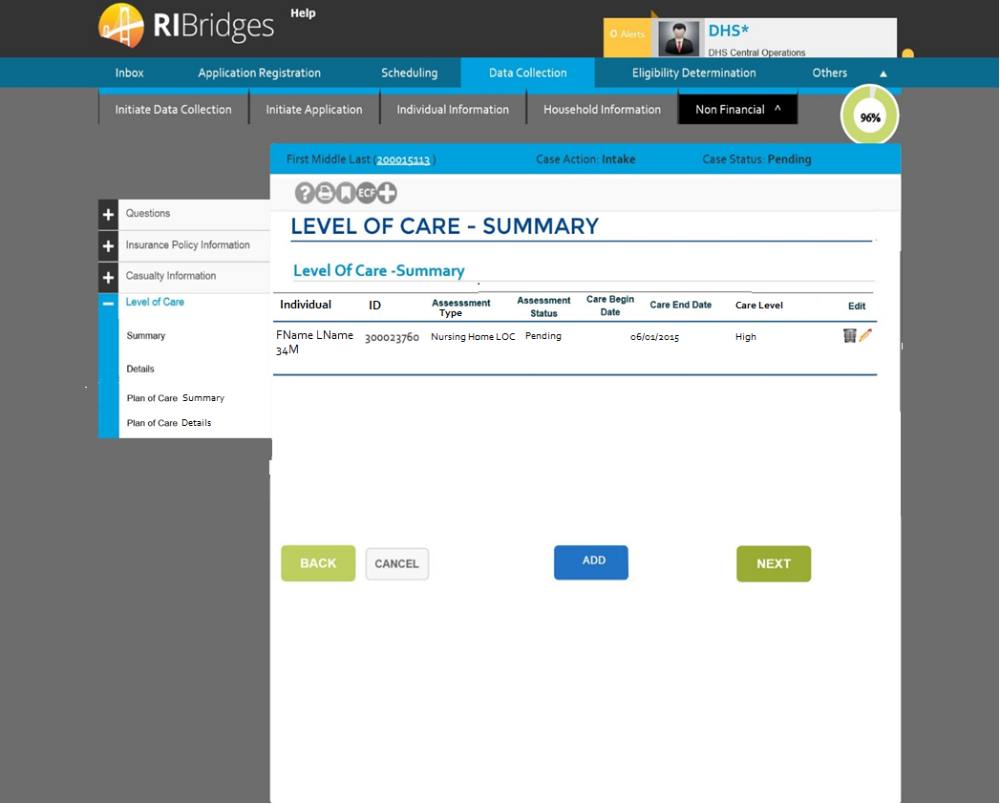 RIBridges
Help
0 Alerts
DHS*
DHS Central Operations
Inbox Application Registration Scheduling Data Collection Eligibility Determination Others ▲
Initiate Data Collection Initiate Application Individual Information Household Information Non Financial ^
96%
First Middle Last (200015113 ) Case Action: Intake Case Status: Pending
? ECF
LEVEL OF CARE - SUMMARY
Level Of Care -Summary
Questions
Insurance Policy Information
Casualty Information
Level of Care
Summary
Details
Plan of Care Summary
Plan of Care Details
Individual ID Assesssment Type Assessment Status Care Begin Date Care End Date Care Level Edit
FName LName 300023760 Nursing Home LOC Pending 06/01/2015 High
34M
BACK CANCEL ADD NEXT